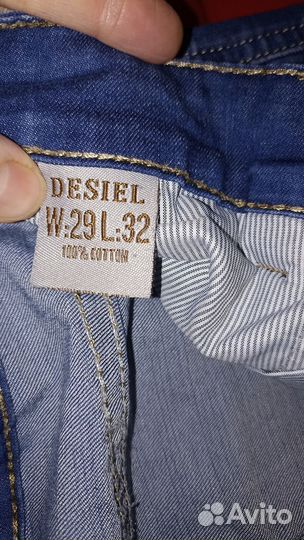 DESIEL
W:29 L:32
100% COTTON
Avito